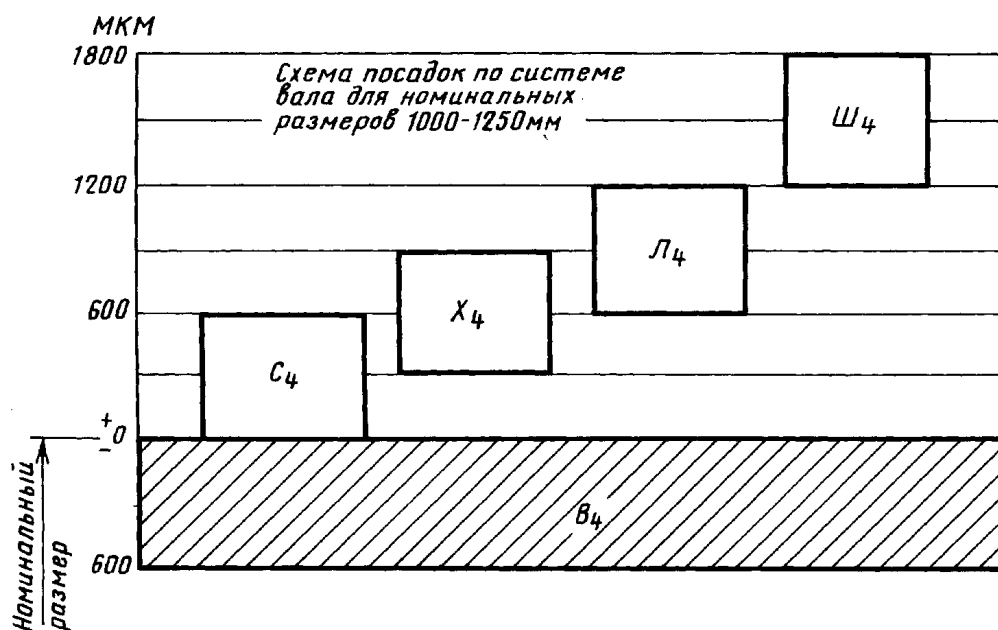 МКМ
1800
Схема посадок по системе
вала для номинальных
размеров 1000-1250мм
Ш4
1200
Л4
600
Х4
С4
+
0
-
В4
600
Номинальный
размер